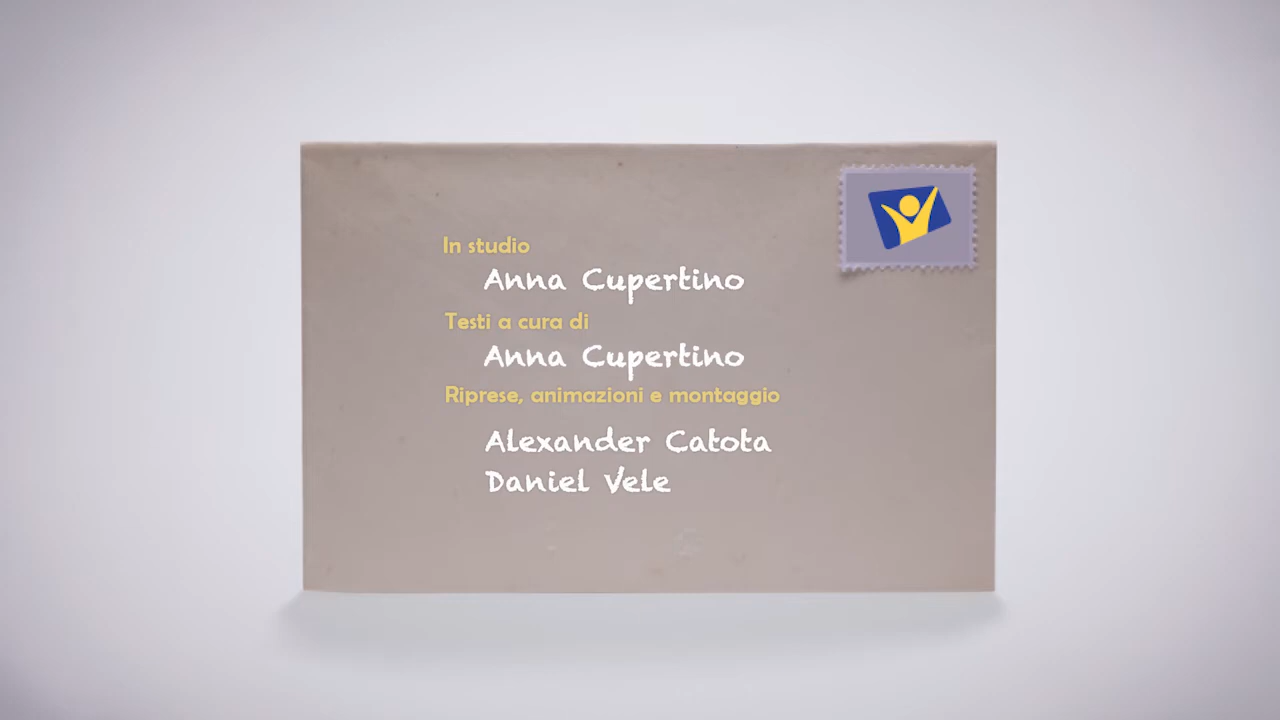 In studio
Anna Cupertino
Testi a cura di
Anna Cupertino
Riprese, animazioni e montaggio
Alexander Catota
Daniel Vele